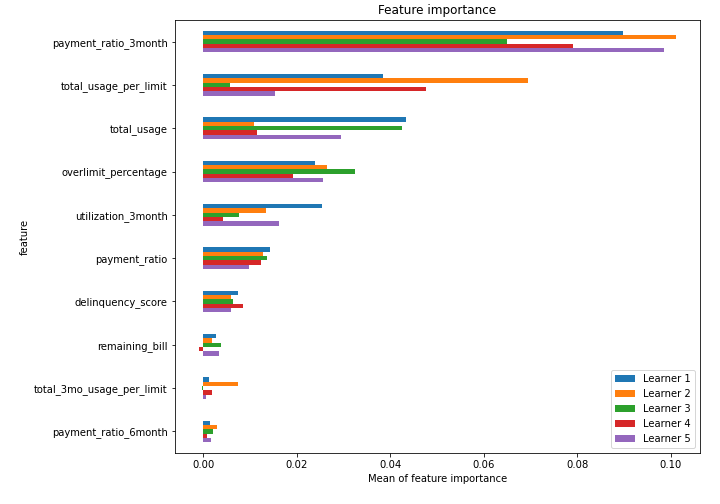 Feature importance
feature
payment_ratio_3month
total_usage_per_limit
total_usage
overlimit_percentage
utilization_3month
payment_ratio
delinquency_score
remaining_bill
total_3mo_usage_per_limit
payment_ratio_6month
Learner 1
Learner 2
Learner 3
Learner 4
Learner 5
0.00 0.02 0.04 0.06 0.08 0.10
Mean of feature importance